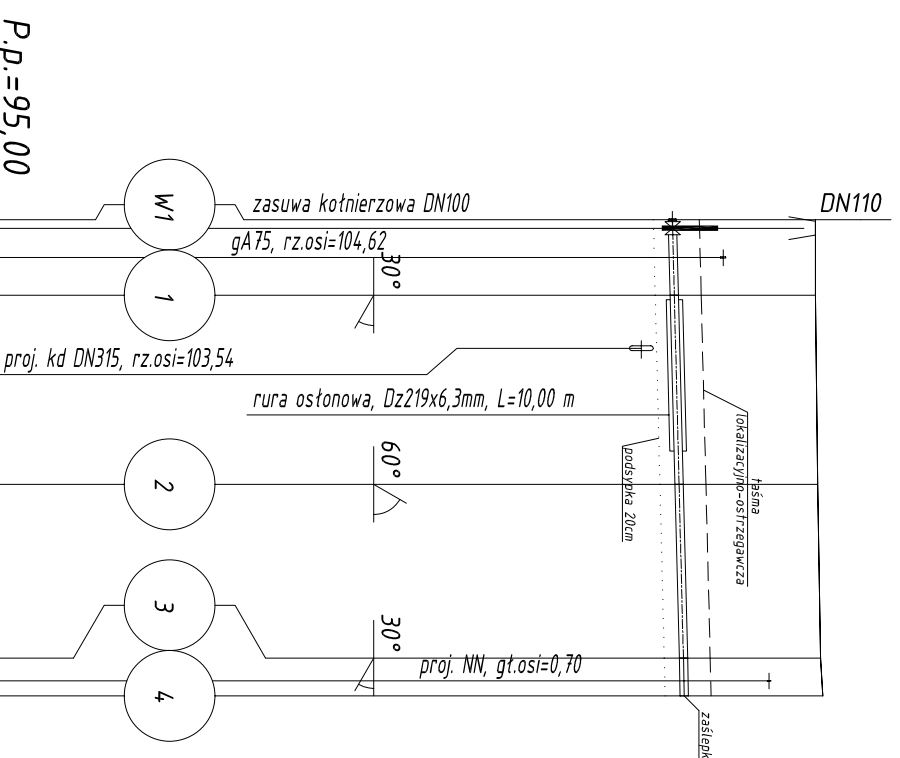 P.p.=95,00
DN110
W1
zasuwa kołnierzowa DN100
gA75, rz.osi=104,62
30°
1
proj. kd DN315, rz.osi=103,54
rura osłonowa, Dz219x6,3mm, L=10,00 m
taśma
lokalizacyjno-ostrzegawcza
podsypka 20cm
60°
2
3
30°
proj. NN, gł.osi=0,70
4